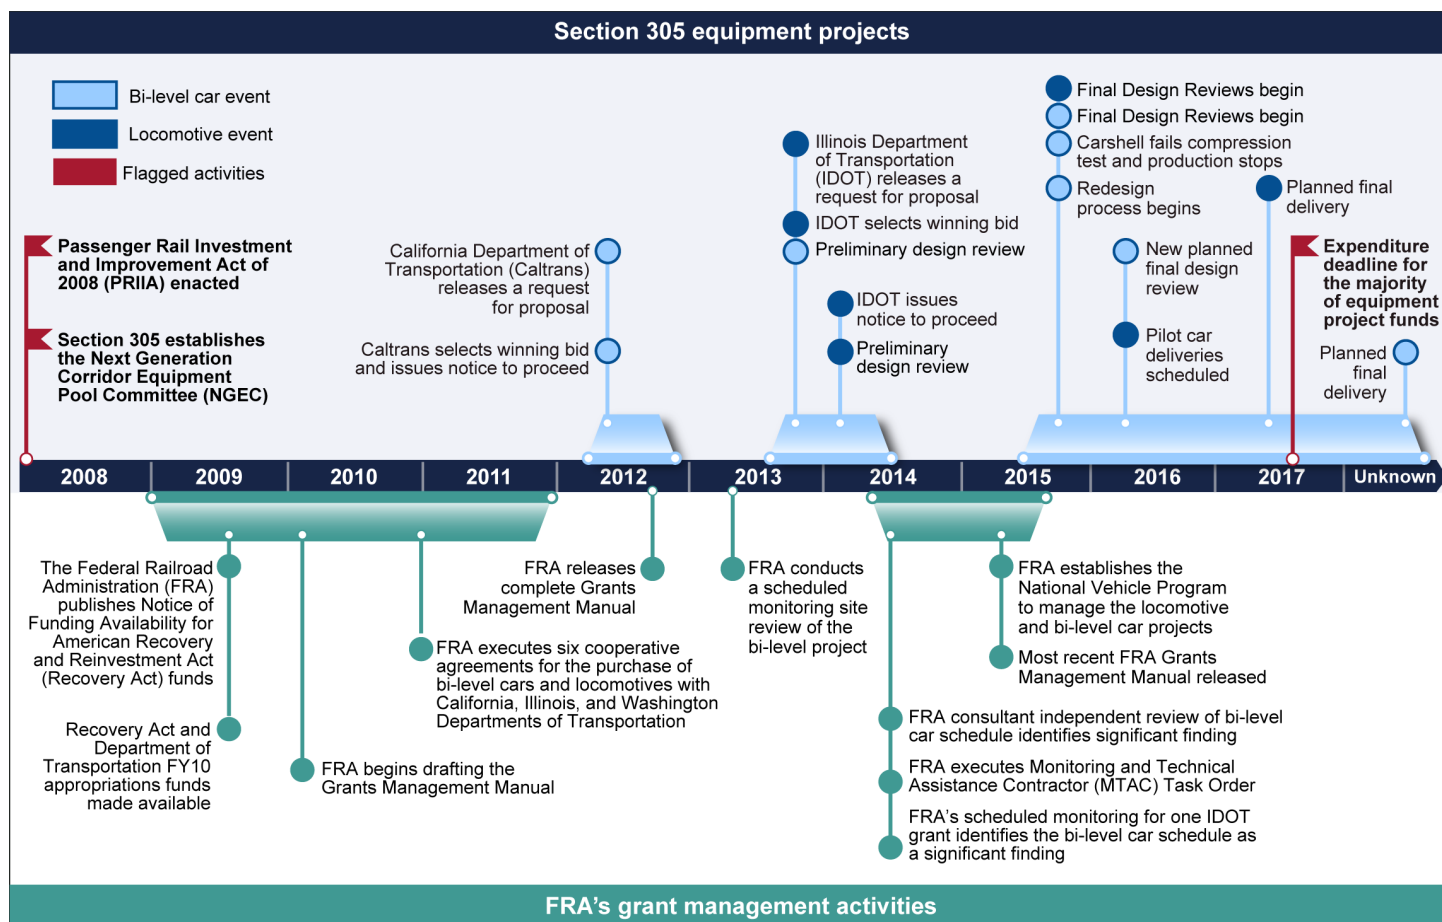 Section 305 equipment projects
Bi-level car event
Locomotive event
Flagged activities
Passenger Rail Investment
and Improvement Act of
2008 (PRIIA) enacted
Section 305 establishes
the Next Generation
Corridor Equipment
Pool Committee (NGEC)
California Department of
Transportation (Caltrans)
releases a request
for proposal
Caltrans selects winning bid
and issues notice to proceed
Illinois Department
of Transportation
(IDOT) releases a
request for proposal
IDOT selects winning bid
Preliminary design review
IDOT issues
notice to proceed
Preliminary
design review
Final Design Reviews begin
Final Design Reviews begin
Carshell fails compression
test and production stops
Redesign
process begins
New planned
final design
review
Pilot car
deliveries
scheduled
Planned final
delivery
Expenditure
deadline for
the majority
of equipment
project funds
Planned
final
delivery
2008
2009
2010
2011
2012
2013
2014
2015
2016
2017
Unknown
The Federal Railroad
Administration (FRA)
publishes Notice of
Funding Availability for
American Recovery
and Reinvestment Act
(Recovery Act) funds
Recovery Act and
Department of
Transportation FY10
appropriations funds
made available
FRA begins drafting the
Grants Management Manual
FRA executes six cooperative
agreements for the purchase of
bi-level cars and locomotives with
California, Illinois, and Washington
Departments of Transportation
FRA releases
complete Grants
Management Manual
FRA conducts
a scheduled
monitoring site
review of the
bi-level project
FRA establishes the
National Vehicle Program
to manage the locomotive
and bi-level car projects
Most recent FRA Grants
Management Manual released
FRA consultant independent review of bi-level
car schedule identifies significant finding
FRA executes Monitoring and Technical
Assistance Contractor (MTAC) Task Order
FRA's scheduled monitoring for one IDOT
grant identifies the bi-level car schedule as
a significant finding
FRA's grant management activities